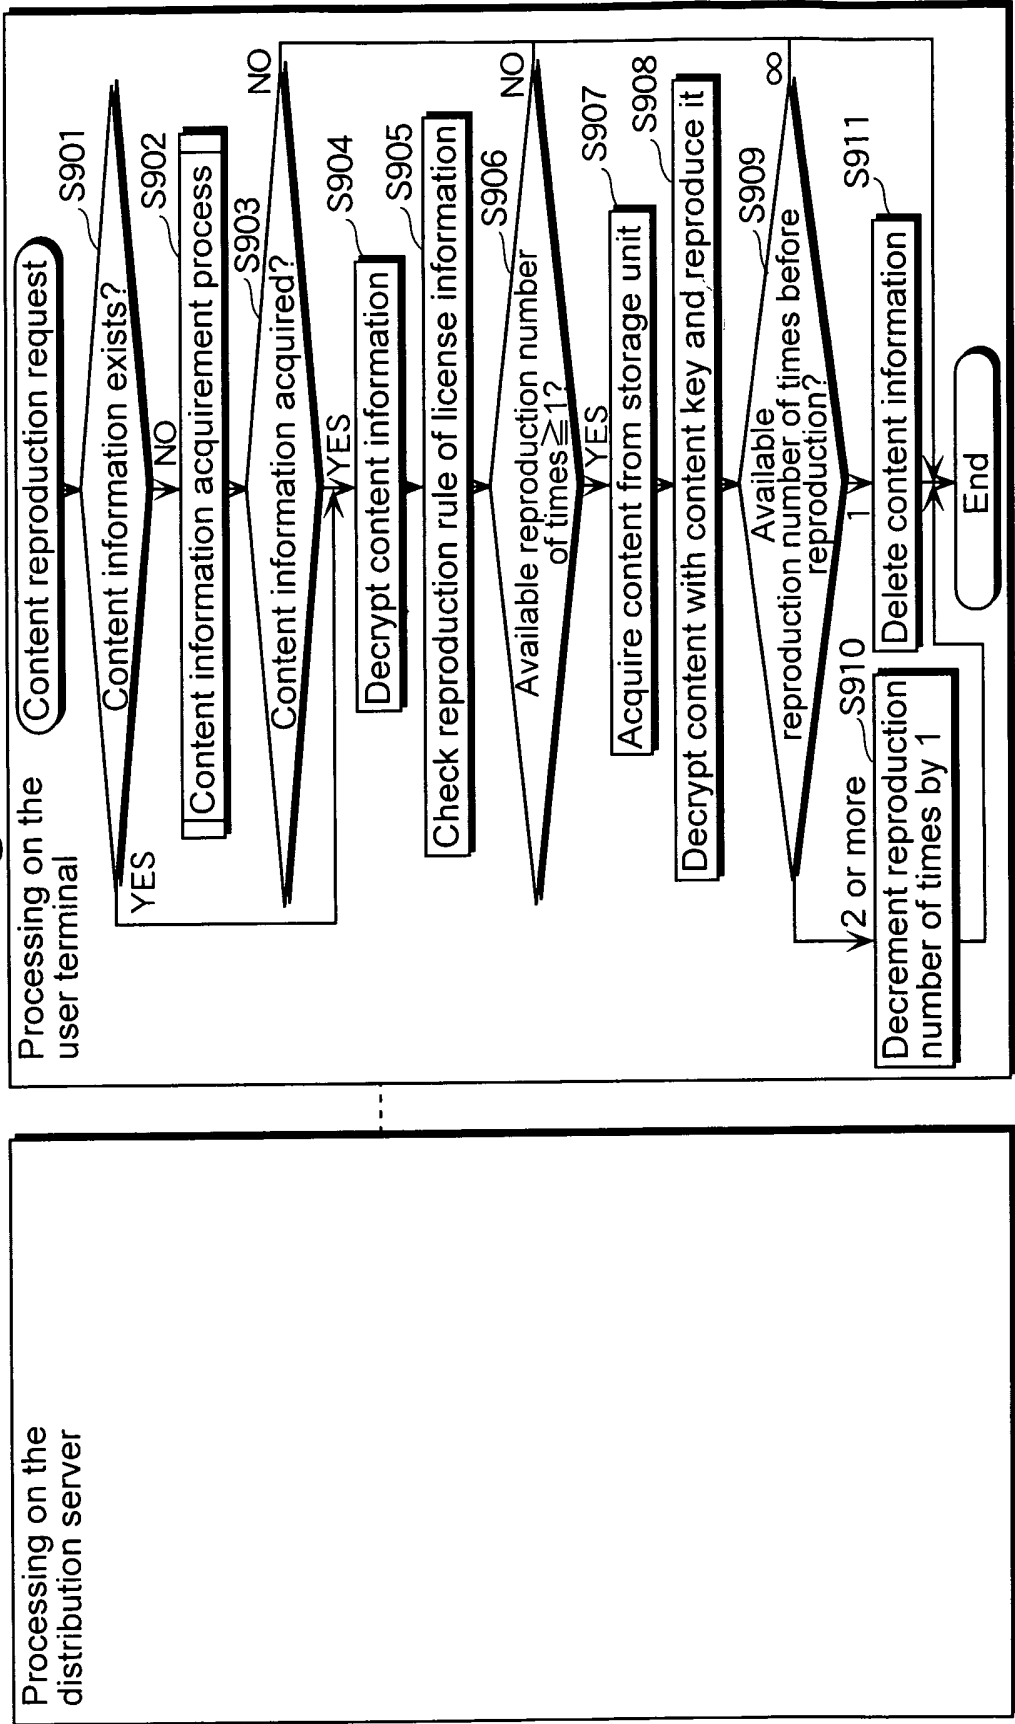 Processing on the
distribution server
Processing on the
user terminal
Content reproduction request
S901
Content information exists?
YES
NO
S902
Content information acquirement process
S903
Content information acquired?
NO
YES
S904
Decrypt content information
S905
Check reproduction rule of license information
S906
Available reproduction number
of times≧1?
NO
YES
S907
Acquire content from storage unit
S908
Decrypt content with content key and reproduce it
S909
Available
reproduction number of times before
reproduction?
∞
2 or more
1
S910
Decrement reproduction
number of times by 1
S911
Delete content information
End